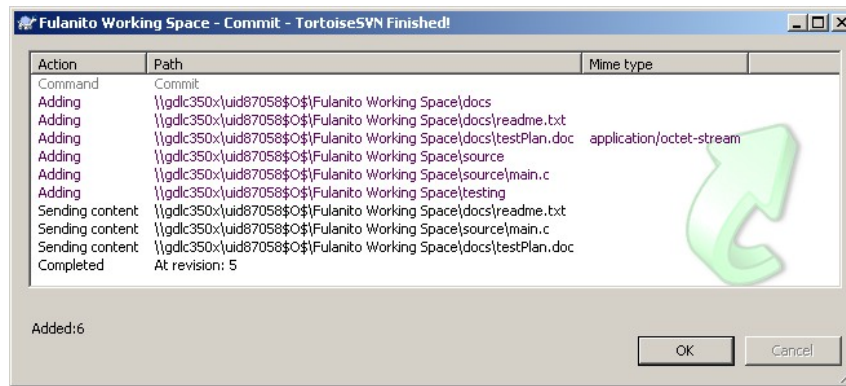 Fulanito Working Space - Commit - TortoiseSVN Finished!
Action Path Mime type
Command Commit
Adding \\gdlc350x\uid87058$O$\Fulanito Working Space\docs
Adding \\gdlc350x\uid87058$O$\Fulanito Working Space\docs\readme.txt
Adding \\gdlc350x\uid87058$O$\Fulanito Working Space\docs\testPlan.doc application/octet-stream
Adding \\gdlc350x\uid87058$O$\Fulanito Working Space\source
Adding \\gdlc350x\uid87058$O$\Fulanito Working Space\source\main.c
Adding \\gdlc350x\uid87058$O$\Fulanito Working Space\testing
Sending content \\gdlc350x\uid87058$O$\Fulanito Working Space\docs\readme.txt
Sending content \\gdlc350x\uid87058$O$\Fulanito Working Space\source\main.c
Sending content \\gdlc350x\uid87058$O$\Fulanito Working Space\docs\testPlan.doc
Completed At revision: 5
Added:6
OK Cancel